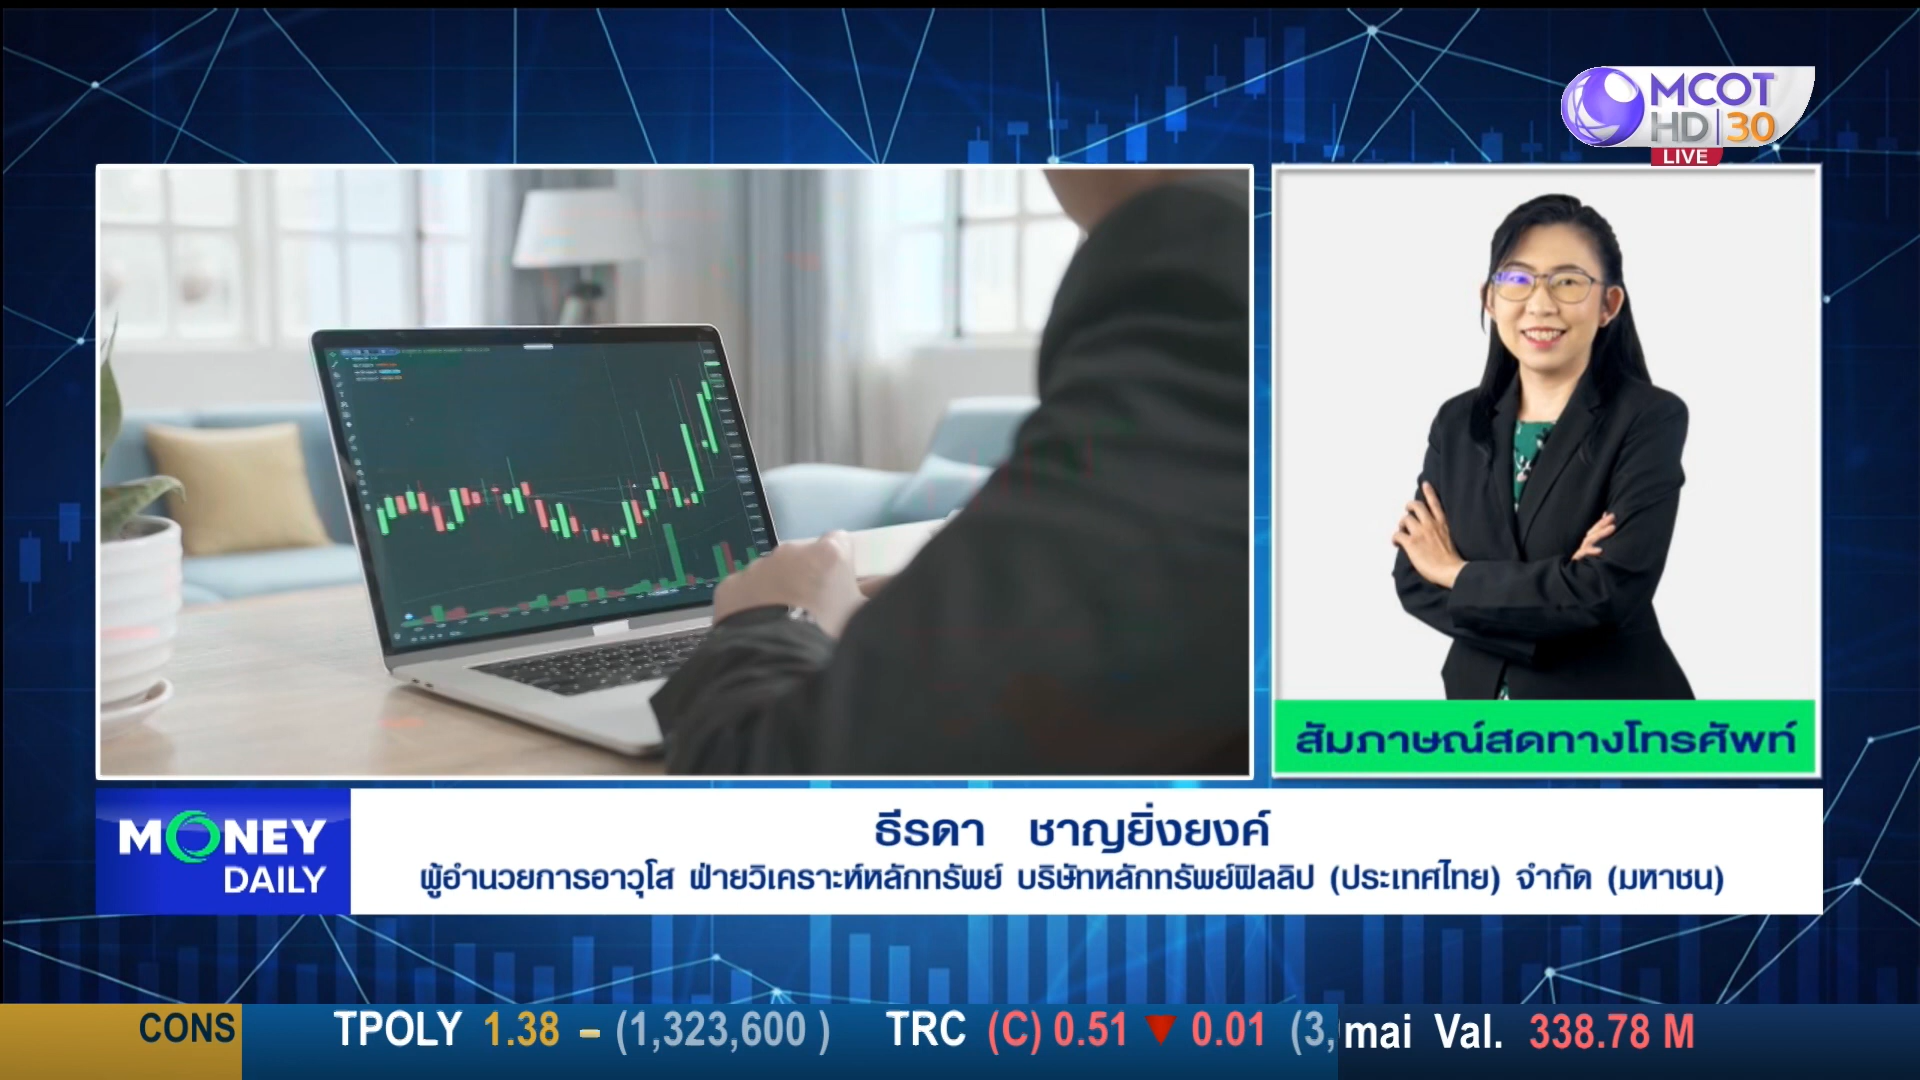 MCOT
HD|30
LIVE
สัมภาษณ์สดทางโทรศัพท์
MONEY
DAILY
ธีรดา ชาญยิ่งยงค์
ผู้อำนวยการอาวุโส ฝ่ายวิเคราะห์หลักทรัพย์ บริษัทหลักทรัพย์ฟิลลิป (ประเทศไทย) จำกัด (มหาชน)
CONS TPOLY 1.38 – (1,323,600 ) TRC (C) 0.51 ▼ 0.01 (3, mai Val. 338.78 M